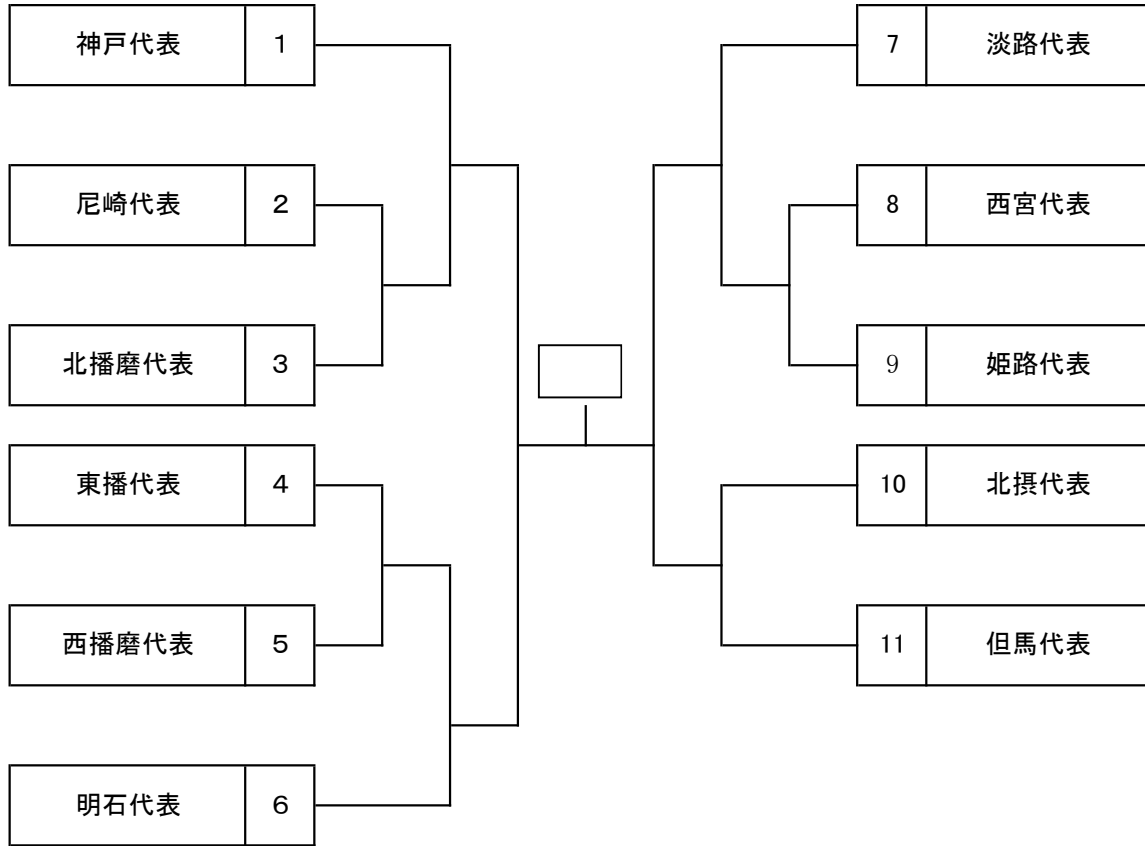 神戸代表 1
尼崎代表 2
北播磨代表 3
東播代表 4
西播磨代表 5
明石代表 6
7 淡路代表
8 西宮代表
9 姫路代表
10 北摂代表
11 但馬代表